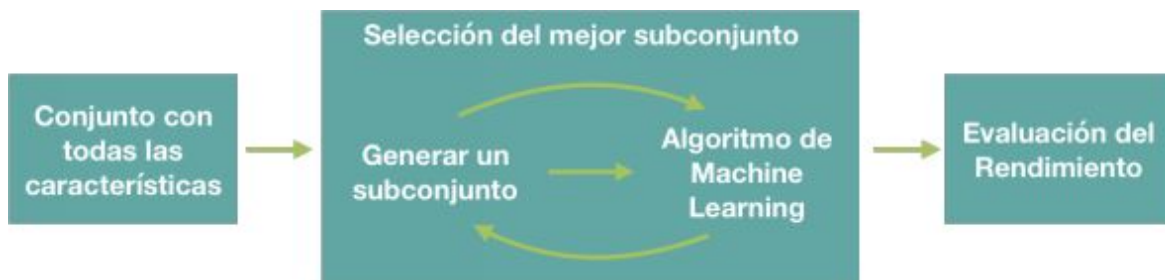 Conjunto con
todas las
características
Selección del mejor subconjunto
Generar un
subconjunto
Algoritmo de
Machine
Learning
Evaluación del
Rendimiento